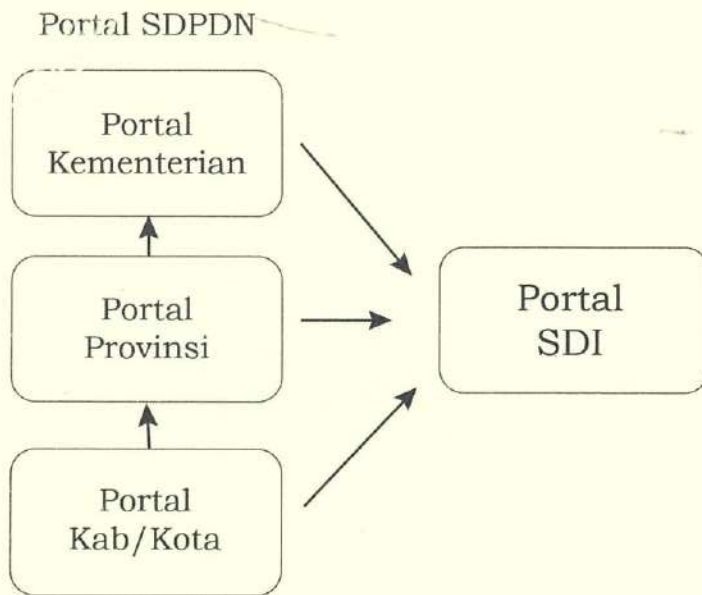 Portal SDPDN
Portal
Kementerian
Portal
Provinsi
Portal
Kab/Kota
Portal
SDI